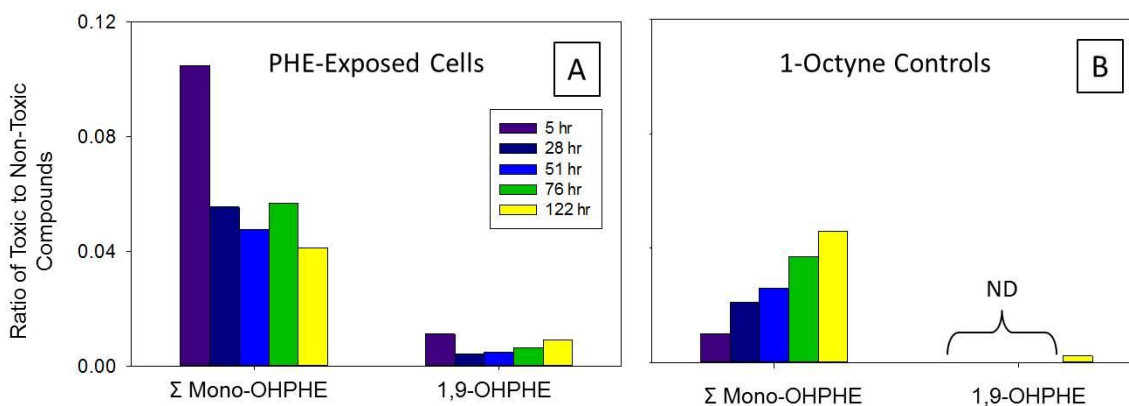 Ratio of Toxic to Non-Toxic
Compounds
0.12
0.08
0.04
0.00
PHE-Exposed Cells
A
5 hr
28 hr
51 hr
76 hr
122 hr
Σ Mono-OHPHE
1,9-OHPHE
1-Octyne Controls
B
ND
Σ Mono-OHPHE
1,9-OHPHE